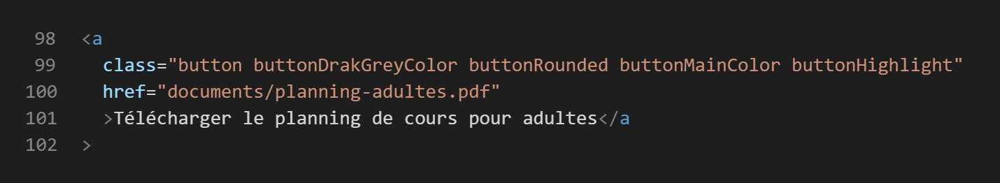 98 <a
99 class="button buttonDrakGreyColor buttonRounded buttonMainColor buttonHighlight"
100 href="documents/planning-adultes.pdf"
101 >Télécharger le planning de cours pour adultes</a
102 >